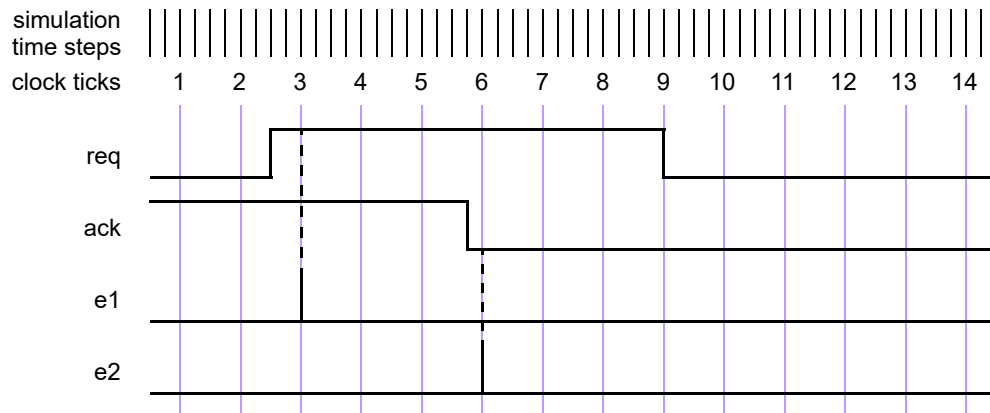 simulation
time steps
clock ticks 1 2 3 4 5 6 7 8 9 10 11 12 13 14
req
ack
e1
e2